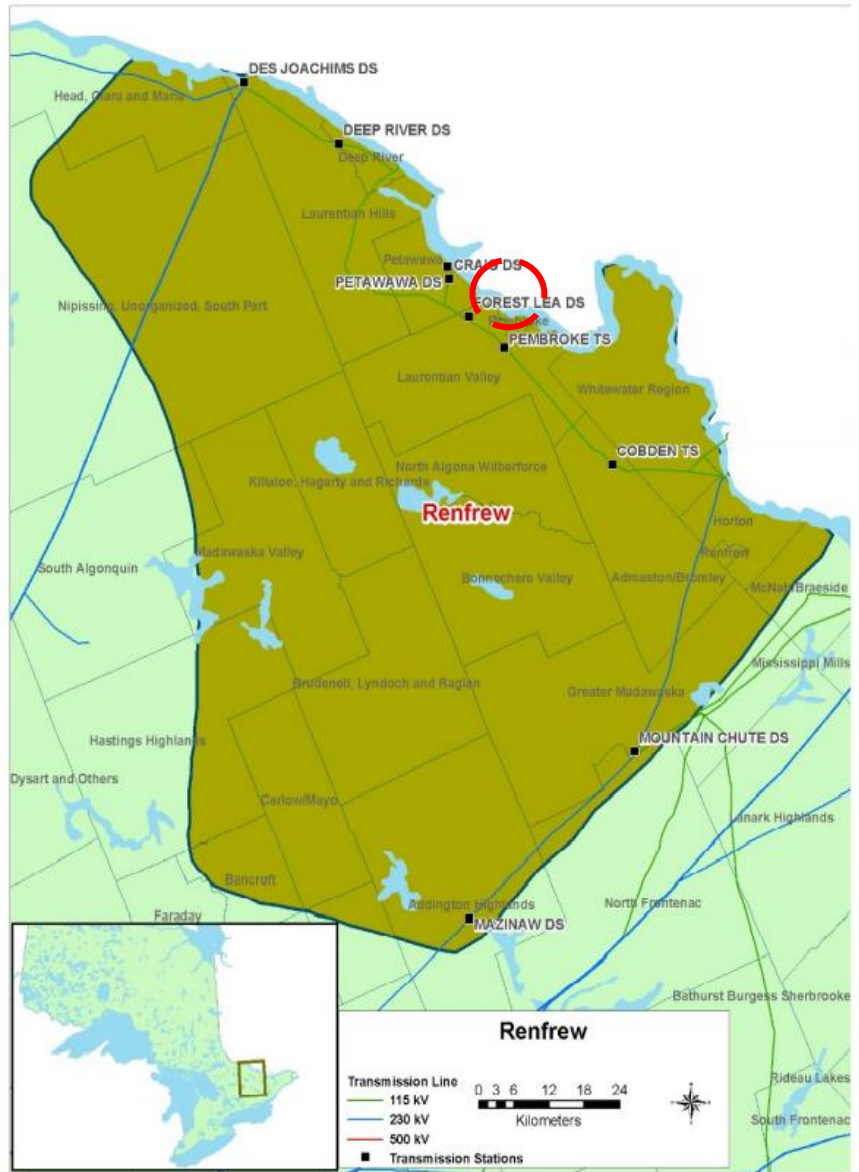 DES JOACHIMS DS
Head, Clara and Maria
DEEP RIVER DS
Deep River
Laurentian Hills
Petawawa
CRAIG DS
PETAWAWA DS
Nipissing, Unorganized, South Part
FOREST LEA DS
Pembroke
PEMBROKE TS
Laurentian Valley
Whitewater Region
COBDEN TS
North Algona Wilberforce
Killaloe, Hagarty and Richards
Renfrew
Horton
Renfrew
Madawaska Valley
South Algonquin
Bonnechere Valley
Admaston/Bromley
McNab/Braeside
Mississippi Mills
Brudenell, Lyndoch and Raglan
Greater Madawaska
Hastings Highlands
MOUNTAIN CHUTE DS
Dysart and Others
Carlow/Mayo
Lanark Highlands
Bancroft
Addington Highlands
North Frontenac
Faraday
MAZINAW DS
Bathurst Burgess Sherbrooke
Renfrew
Rideau Lakes
Transmission Line
115 kV
0 3 6 12 18 24
230 kV
Kilometers
South Frontenac
500 kV
Transmission Stations